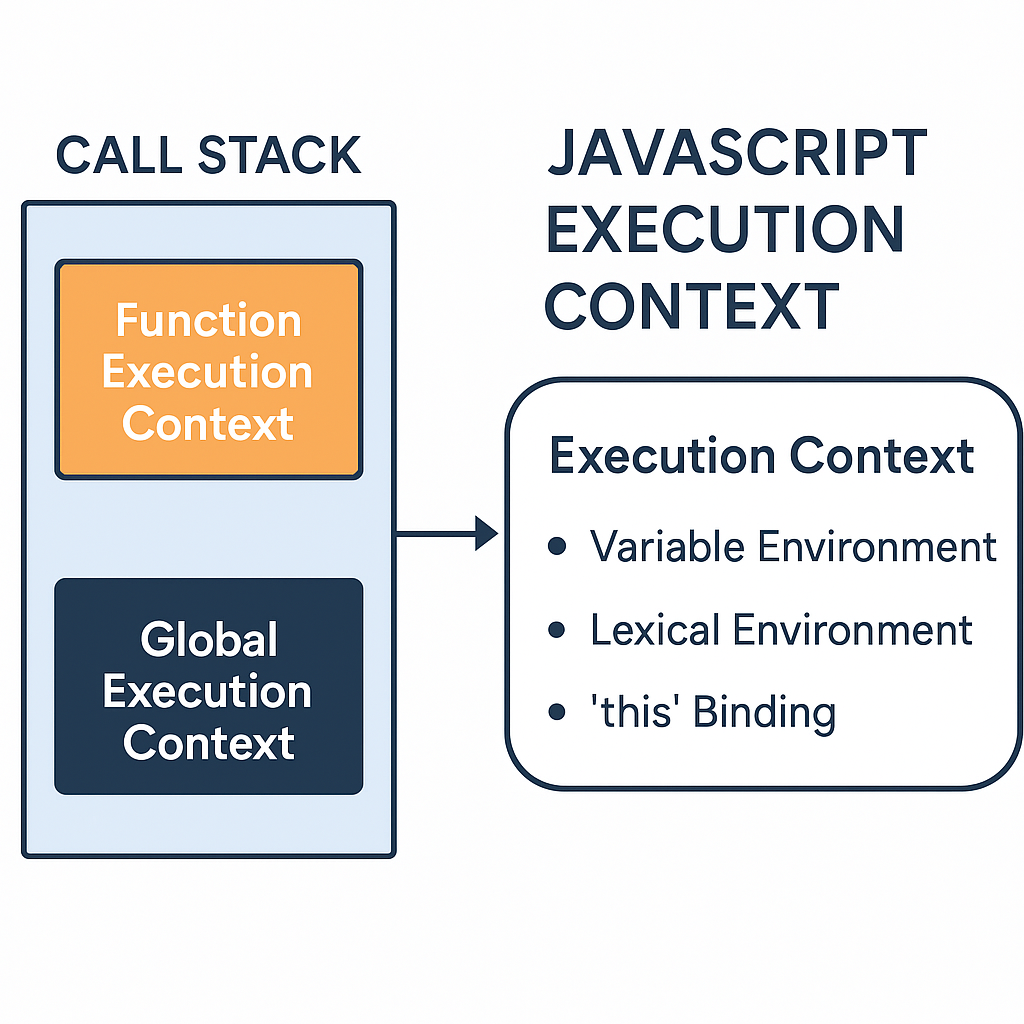 CALL STACK
Function
Execution
Context
Global
Execution
Context
JAVASCRIPT
EXECUTION
CONTEXT
Execution Context
• Variable Environment
• Lexical Environment
• 'this' Binding